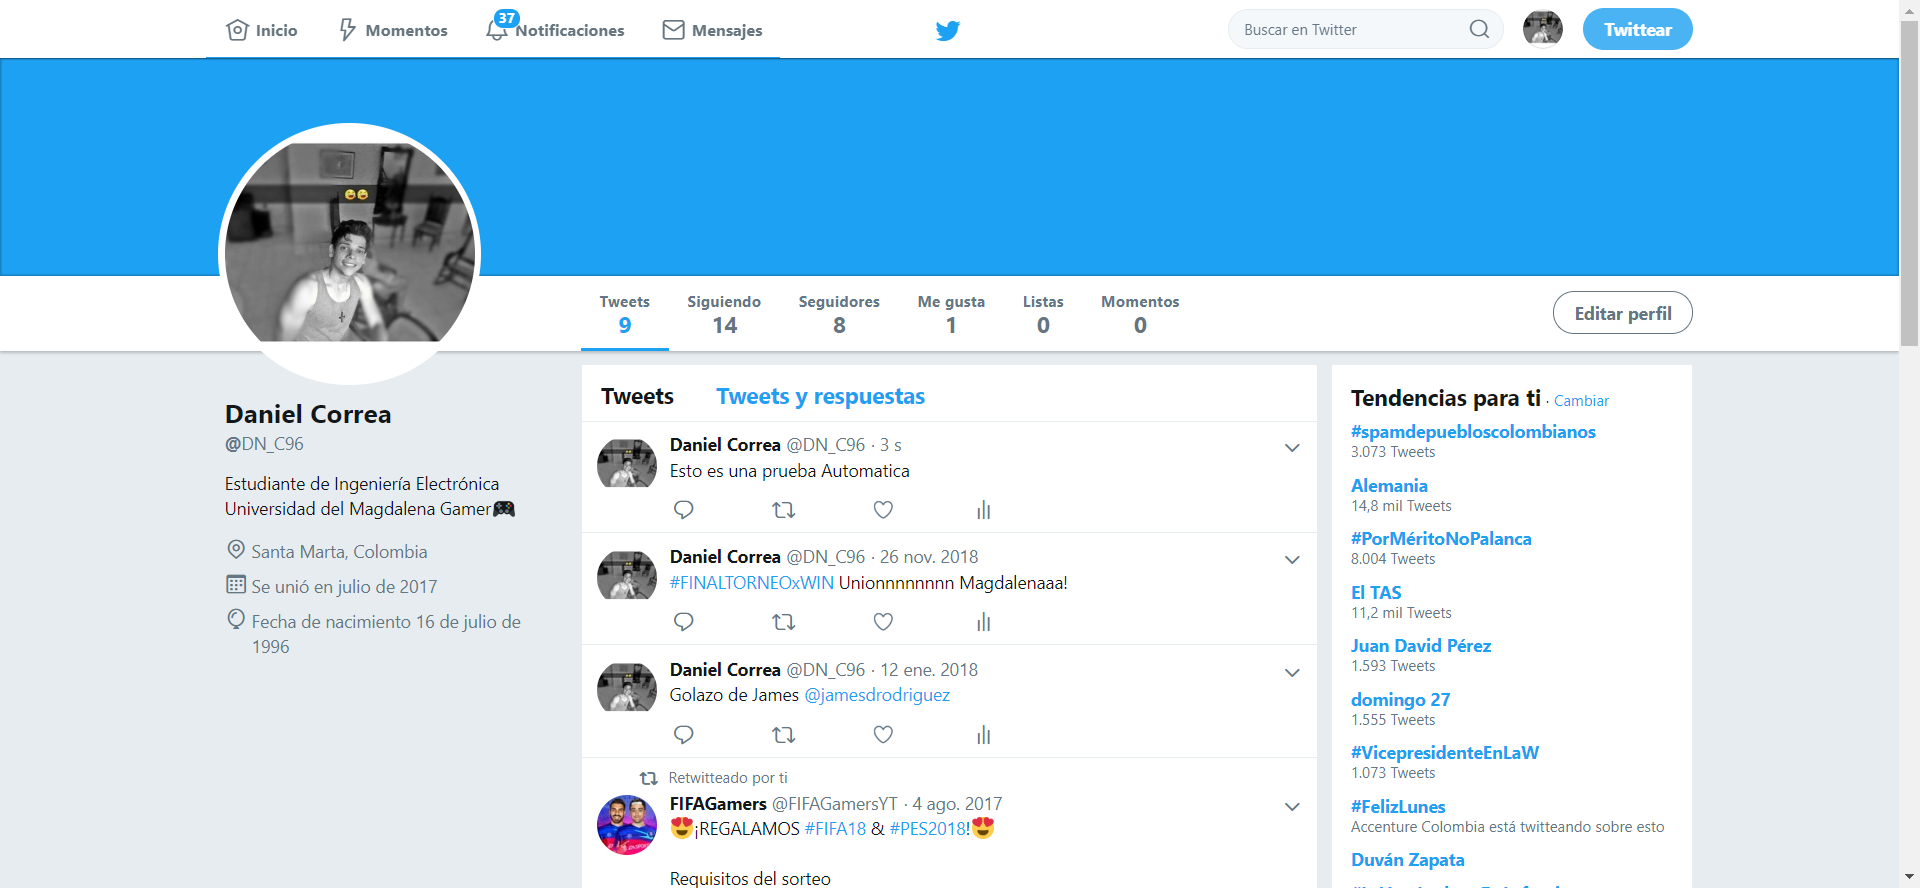 Inicio
Momentos
37
Notificaciones
Mensajes
Buscar en Twitter
Twittear
Tweets
9
Siguiendo
14
Seguidores
8
Me gusta
1
Listas
0
Momentos
0
Editar perfil
Daniel Correa
@DN_C96
Estudiante de Ingeniería Electrónica
Universidad del Magdalena Gamer🎮
Santa Marta, Colombia
Se unió en julio de 2017
Fecha de nacimiento 16 de julio de
1996
Tweets Tweets y respuestas
Daniel Correa @DN_C96 · 3 s
Esto es una prueba Automatica
Daniel Correa @DN_C96 · 26 nov. 2018
#FINALTORNEOxWIN Unionnnnnnnn Magdalenaaa!
Daniel Correa @DN_C96 · 12 ene. 2018
Golazo de James @jamesdrodriguez
Retwitteado por ti
FIFAGamers @FIFAGamersYT · 4 ago. 2017
😍¡REGALAMOS #FIFA18 & #PES2018!😍
Requisitos del sorteo
Tendencias para ti · Cambiar
#spamdepuebloscolombianos
3.073 Tweets
Alemania
14,8 mil Tweets
#PorMéritoNoPalanca
8.004 Tweets
El TAS
11,2 mil Tweets
Juan David Pérez
1.593 Tweets
domingo 27
1.555 Tweets
#VicepresidenteEnLaW
1.073 Tweets
#FelizLunes
Accenture Colombia está twitteando sobre esto
Duván Zapata